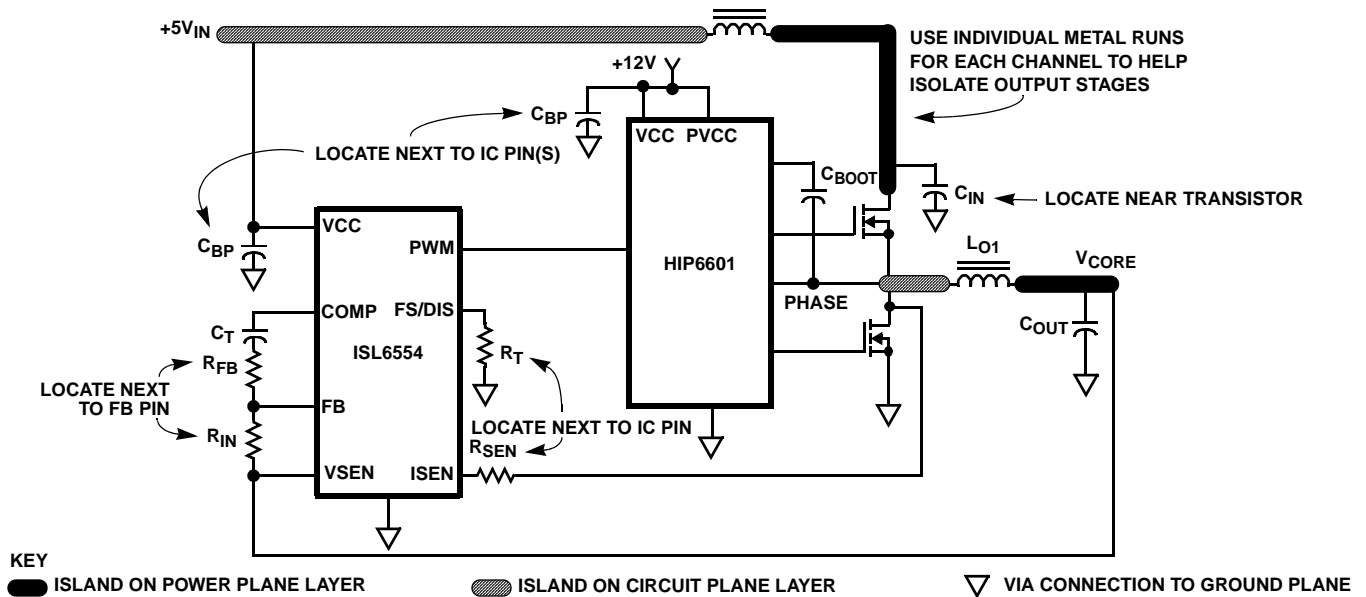 +5VIN
+12V
USE INDIVIDUAL METAL RUNS
FOR EACH CHANNEL TO HELP
ISOLATE OUTPUT STAGES
CBP
VCC PVCC
LOCATE NEXT TO IC PIN(S)
CBOOT
CIN
LOCATE NEAR TRANSISTOR
CBP
VCC
PWM
HIP6601
LO1
VCORE
PHASE
COMP
FS/DIS
CT
ISL6554
RT
COUT
RFB
LOCATE NEXT
TO FB PIN
FB
RIN
LOCATE NEXT TO IC PIN
RSEN
VSEN
ISEN
KEY
ISLAND ON POWER PLANE LAYER
ISLAND ON CIRCUIT PLANE LAYER
VIA CONNECTION TO GROUND PLANE